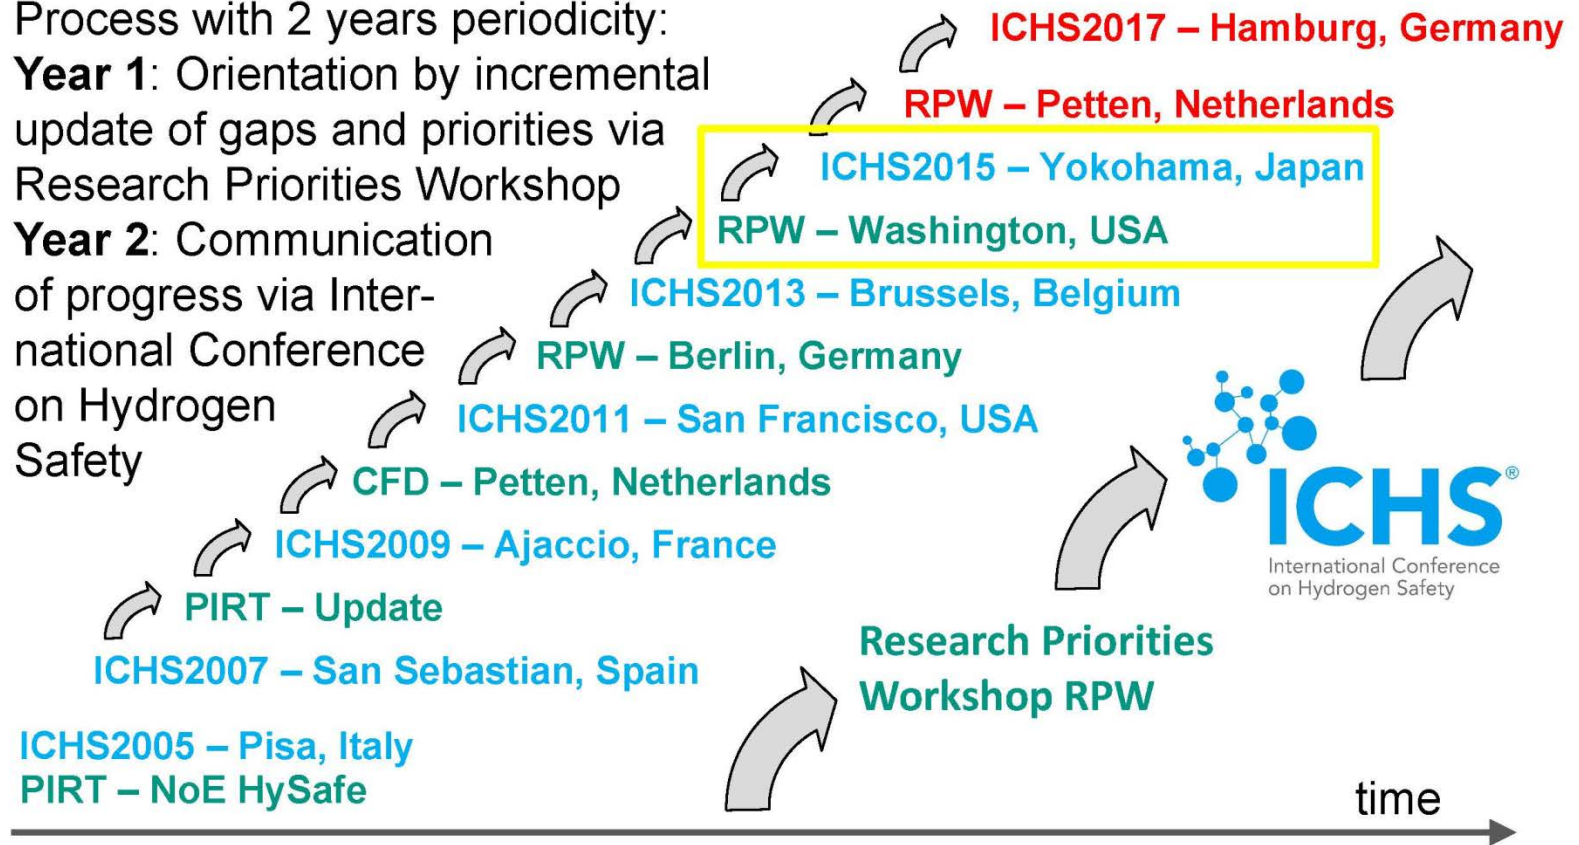 Process with 2 years periodicity:
Year 1: Orientation by incremental
update of gaps and priorities via
Research Priorities Workshop
Year 2: Communication
of progress via Inter-
national Conference
on Hydrogen
Safety
ICHS2017 – Hamburg, Germany
RPW – Petten, Netherlands
ICHS2015 – Yokohama, Japan
RPW – Washington, USA
ICHS2013 – Brussels, Belgium
RPW – Berlin, Germany
ICHS2011 – San Francisco, USA
CFD – Petten, Netherlands
ICHS2009 – Ajaccio, France
PIRT – Update
ICHS2007 – San Sebastian, Spain
ICHS2005 – Pisa, Italy
PIRT – NoE HySafe
ICHS®
International Conference
on Hydrogen Safety
Research Priorities
Workshop RPW
time